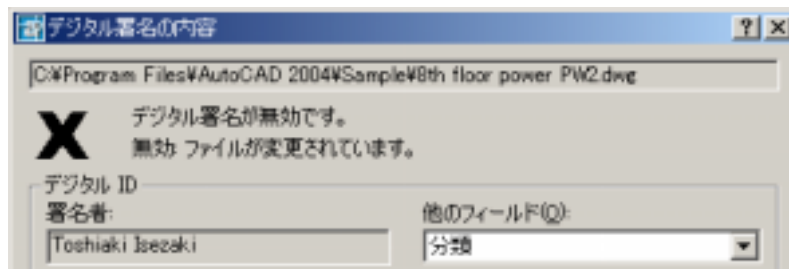 デジタル署名の内容
C:¥Program Files¥AutoCAD 2004¥Sample¥8th floor power PW2.dwg
デジタル署名が無効です。
無効: ファイルが変更されています。
デジタル ID
署名者: 他のフィールド(O):
Toshiaki Isezaki 分類